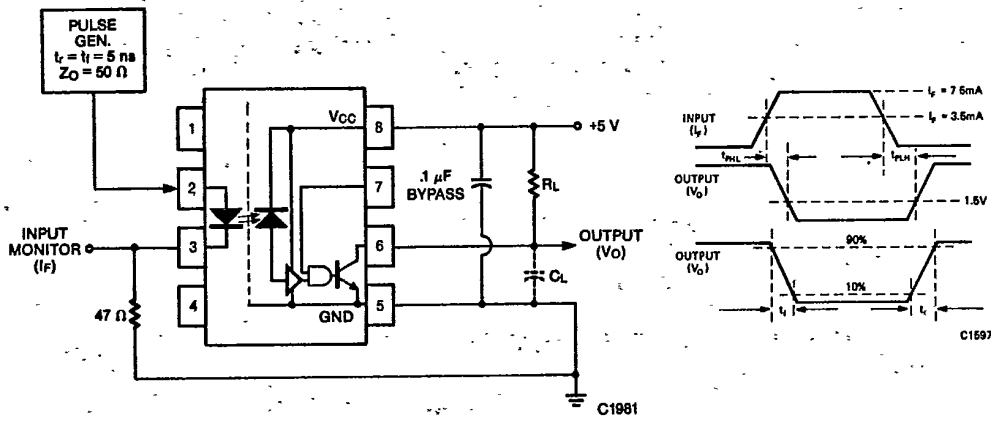 PULSE
GEN.
tr = tf = 5 ns
ZO = 50 Ω
1
2
3
4
VCC
GND
8
7
6
5
+5 V
.1 μF
BYPASS
RL
OUTPUT
(VO)
CL
INPUT
MONITOR
(IF)
47 Ω
C1981
INPUT
(IF)
IF = 7.5mA
IF = 3.5mA
tPHL
tPLH
OUTPUT
(VO)
1.5V
OUTPUT
(VO)
90%
10%
tf
tr
C1597